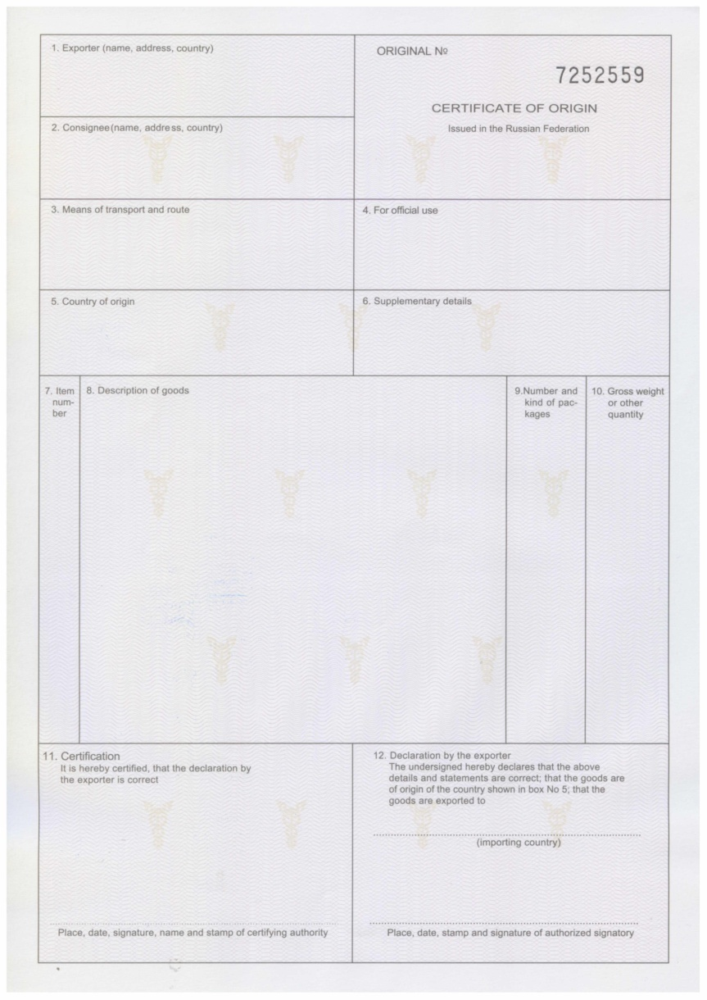 1. Exporter (name, address, country)
ORIGINAL №
7252559
CERTIFICATE OF ORIGIN
Issued in the Russian Federation
2. Consignee(name, address, country)
3. Means of transport and route
4. For official use
5. Country of origin
6. Supplementary details
7. Item
num-
ber
8. Description of goods
9.Number and
kind of pac-
kages
10. Gross weight
or other
quantity
11. Certification
It is hereby certified, that the declaration by
the exporter is correct
12. Declaration by the exporter
The undersigned hereby declares that the above
details and statements are correct; that the goods are
of origin of the country shown in box No 5; that the
goods are exported to
(importing country)
Place, date, signature, name and stamp of certifying authority
Place, date, stamp and signature of authorized signatory